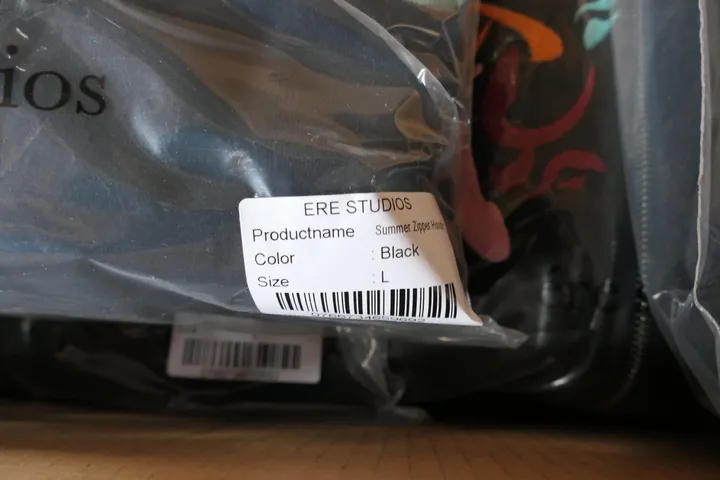 ios
ERE STUDIOS
Productname Summer Zipper
Color : Black
Size : L